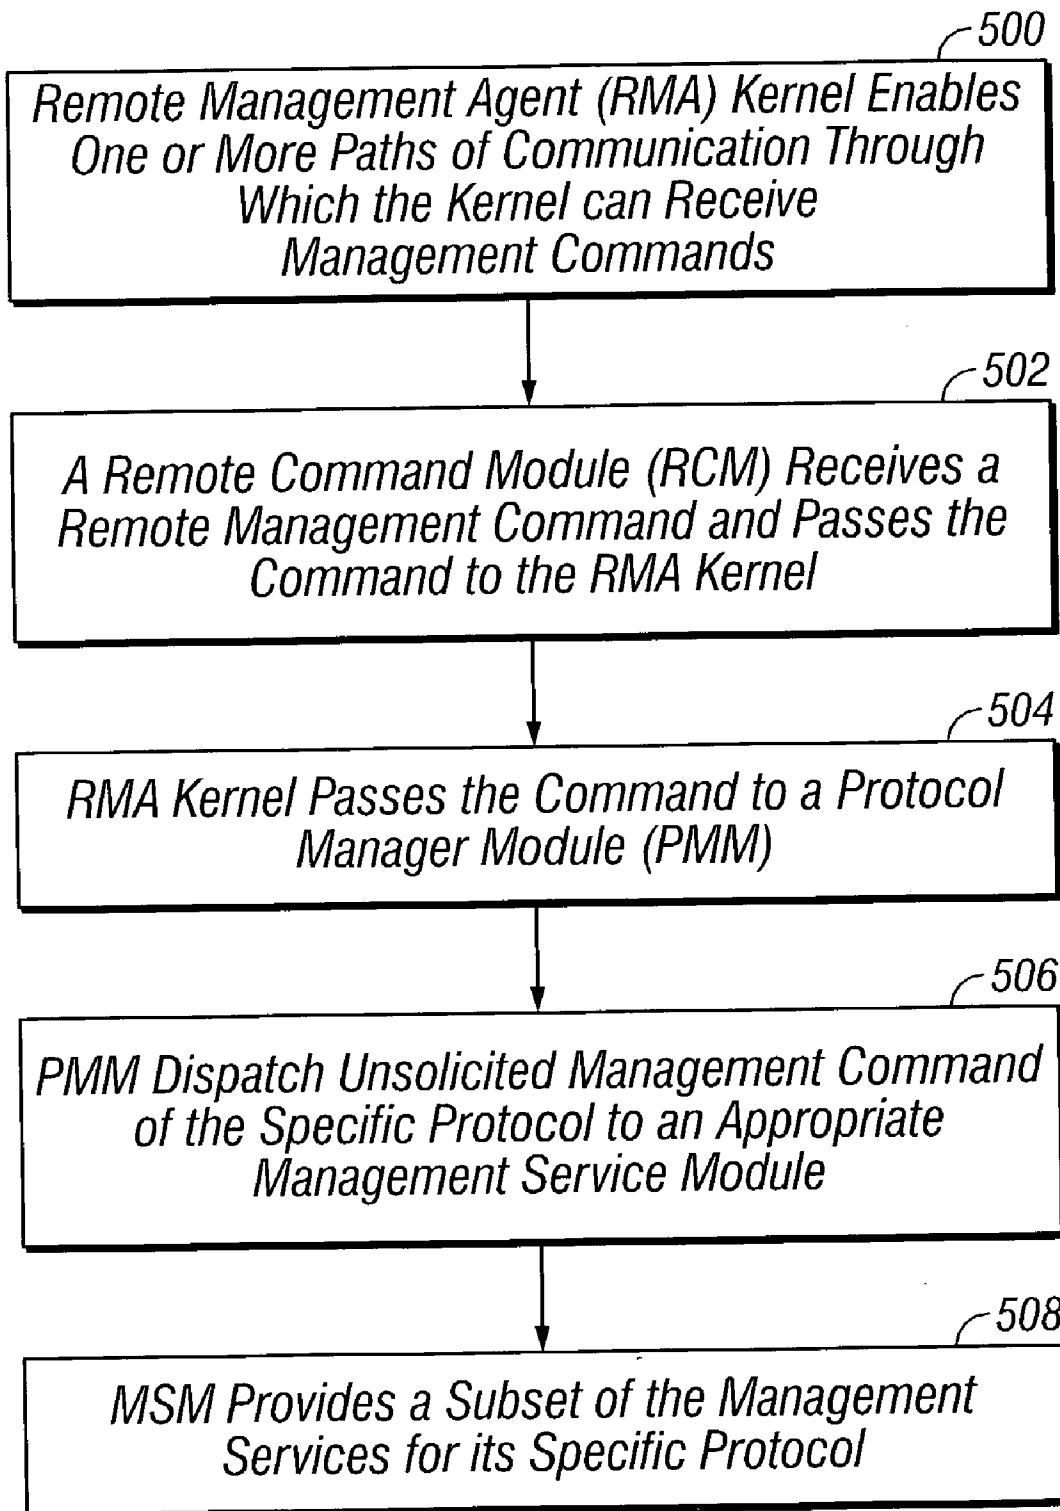 500
Remote Management Agent (RMA) Kernel Enables
One or More Paths of Communication Through
Which the Kernel can Receive
Management Commands
502
A Remote Command Module (RCM) Receives a
Remote Management Command and Passes the
Command to the RMA Kernel
504
RMA Kernel Passes the Command to a Protocol
Manager Module (PMM)
506
PMM Dispatch Unsolicited Management Command
of the Specific Protocol to an Appropriate
Management Service Module
508
MSM Provides a Subset of the Management
Services for its Specific Protocol